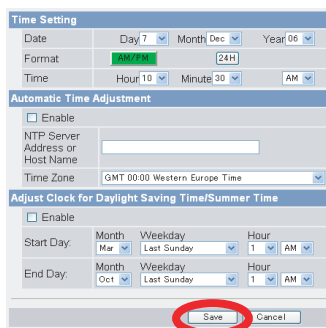 Time Setting
Date Day 7 Month Dec Year 06
Format AM/PM 24H
Time Hour 10 Minute 30 AM
Automatic Time Adjustment
Enable
NTP Server
Address or
Host Name
Time Zone GMT 00:00 Western Europe Time
Adjust Clock for Daylight Saving Time/Summer Time
Enable
Month Weekday Hour
Start Day: Mar Last Sunday 1 AM
Month Weekday Hour
End Day: Oct Last Sunday 1 AM
Save Cancel